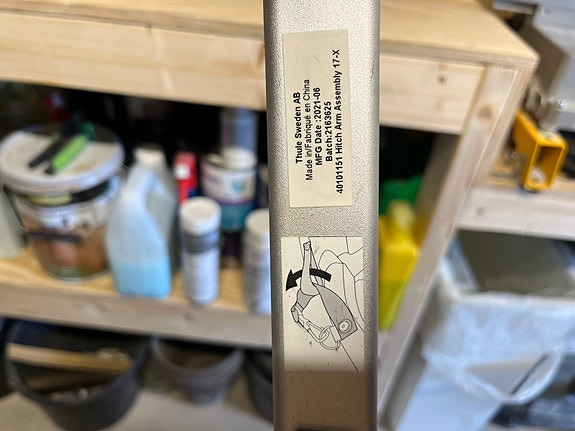 Thule Sweden AB
Made in/Fabriqué en China
MFG Date :2021-06
Batch:2163625
40101151 Hitch Arm Assembly 17-X